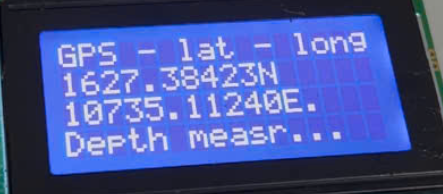 GPS - lat - long
1627.38423N
10735.11240E.
Depth measr...